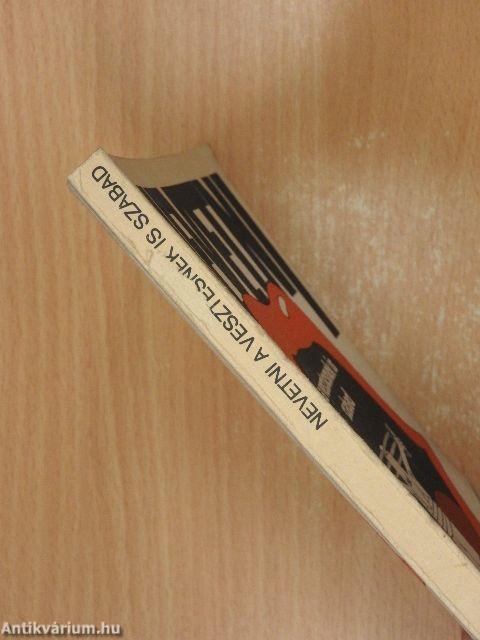 NEVETNI A VESZTESNEK IS SZABAD
Antikvárium.hu